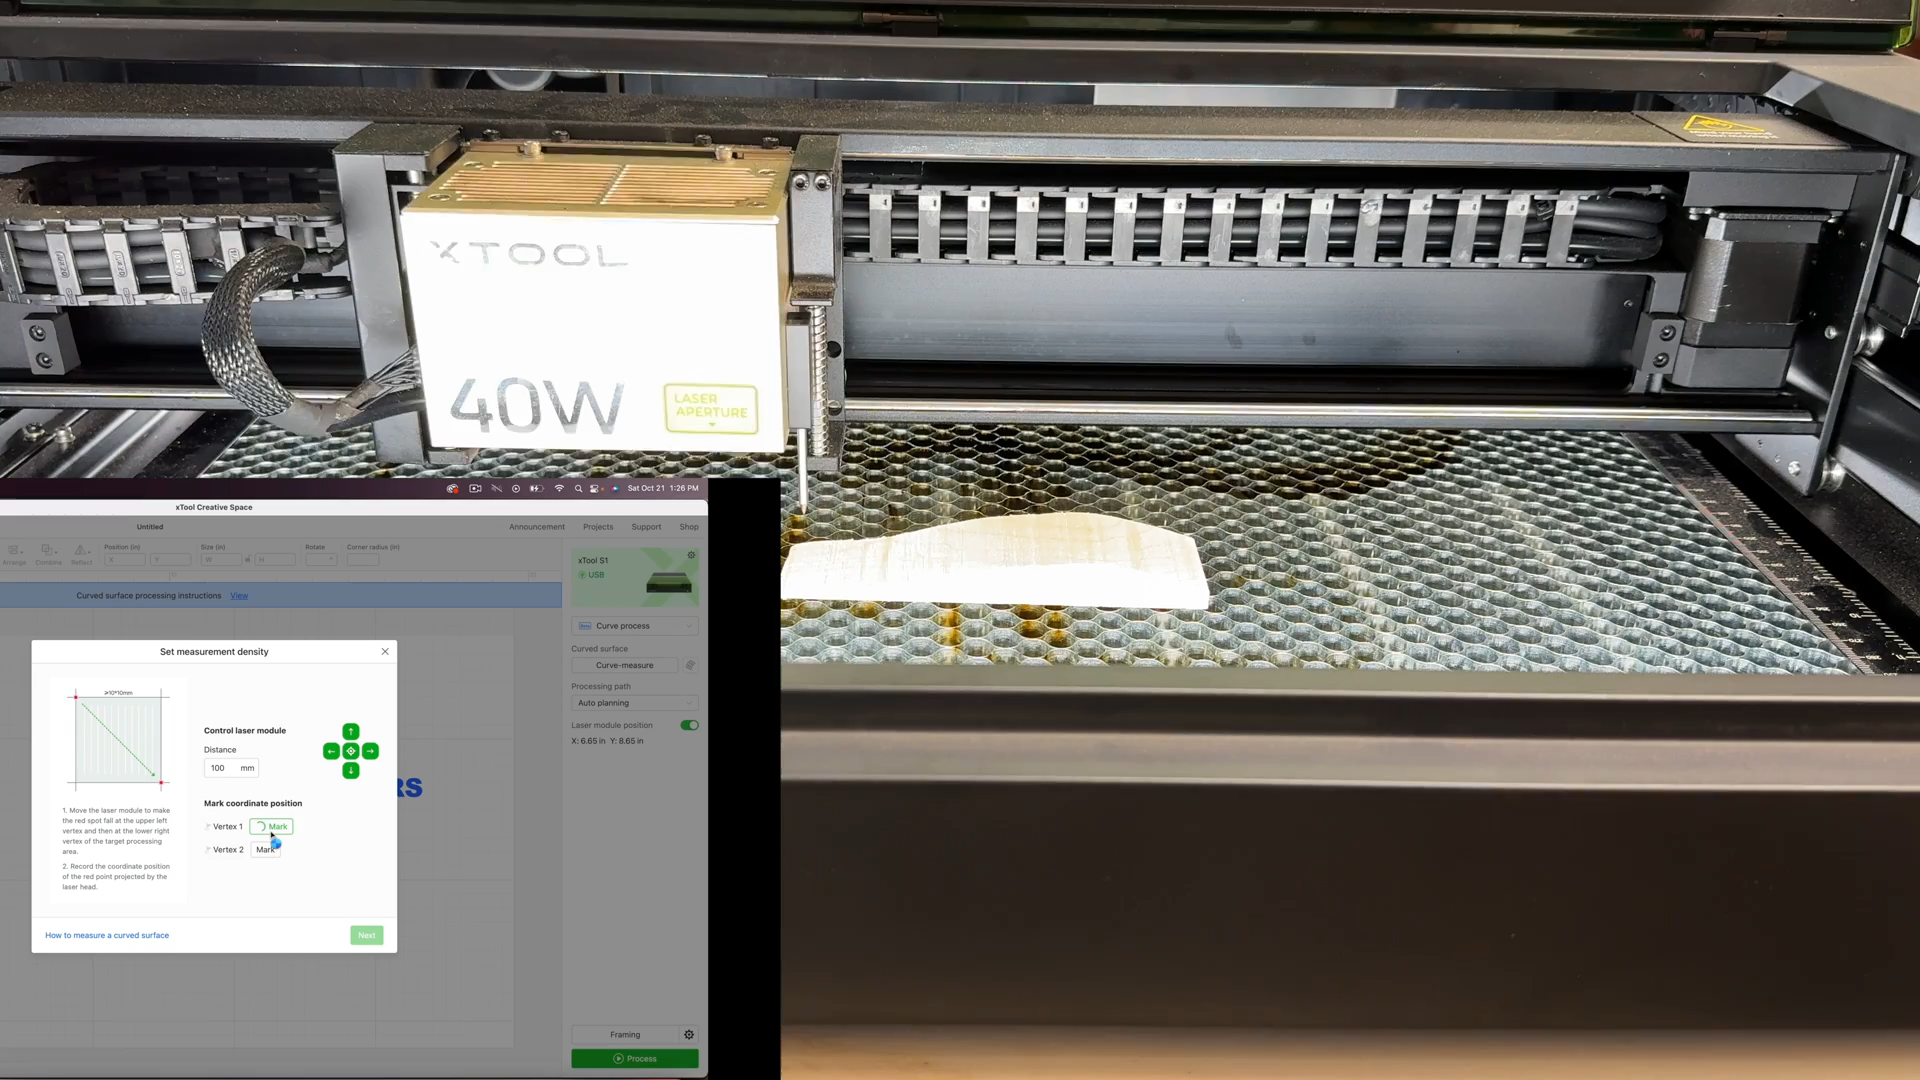 XTOOL
40W
LASER
APERTURE
Sat Oct 21 1:26 PM
xTool Creative Space
Untitled
Announcement Projects Support Shop
Arrange Combine Reflect
Position (in) Size (in) Rotate Corner radius (in)
X Y W H
Curved surface processing instructions View
xTool S1
USB
Curve process
Curved surface
Curve-measure
Processing path
Auto planning
Laser module position
X: 6.65 in Y: 8.65 in
Set measurement density
≥10*10mm
1. Move the laser module to make
the red spot fall at the upper left
vertex and then at the lower right
vertex of the target processing
area.
2. Record the coordinate position
of the red point projected by the
laser head.
Control laser module
Distance
100 mm
Mark coordinate position
Vertex 1 Mark
Vertex 2 Mark
How to measure a curved surface
Next
RS
Framing
Process